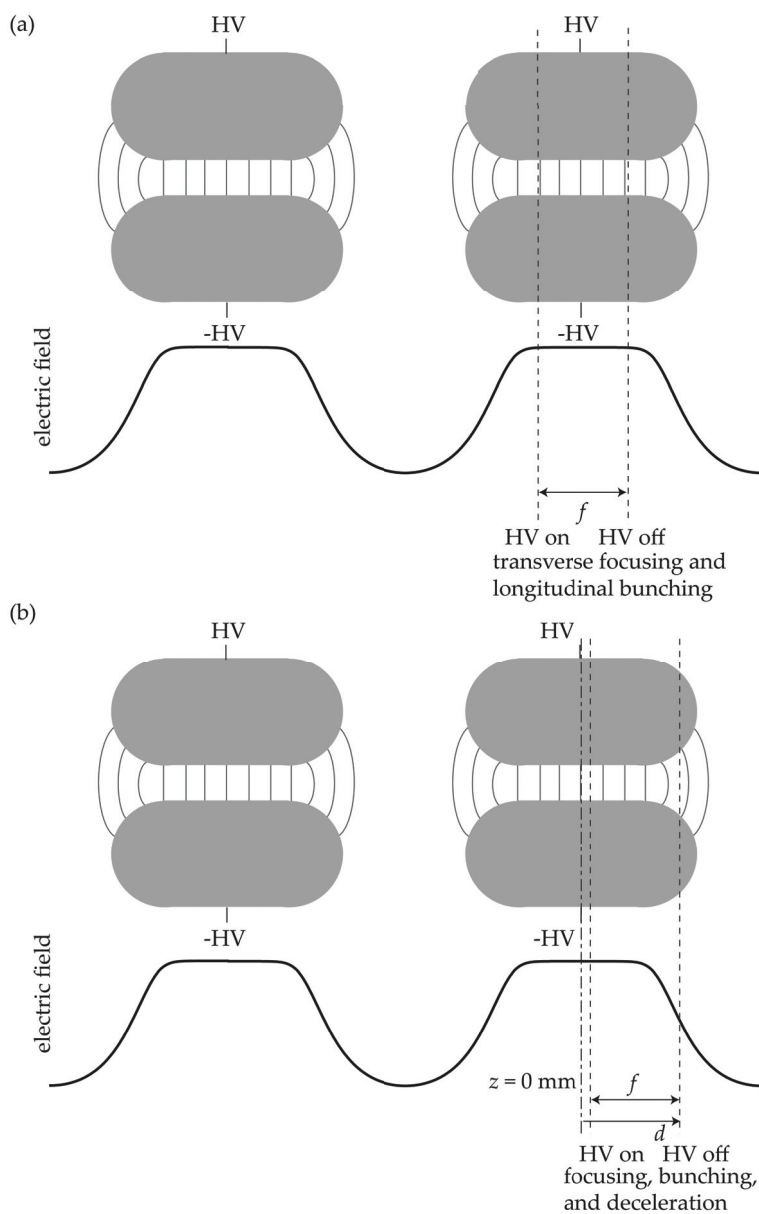 (a)
HV
HV
-HV
-HV
electric field
f
HV on
HV off
transverse focusing and
longitudinal bunching
(b)
HV
HV
-HV
-HV
electric field
z = 0 mm
f
d
HV on
HV off
focusing, bunching,
and deceleration